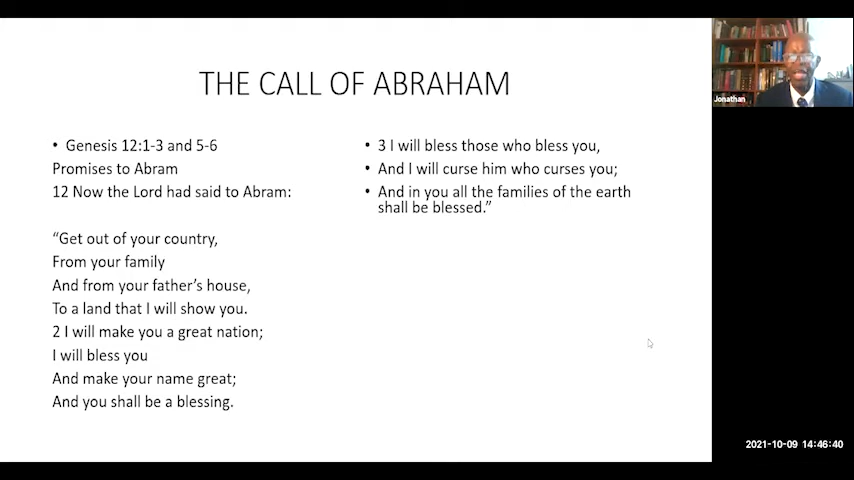 THE CALL OF ABRAHAM
• Genesis 12:1-3 and 5-6
Promises to Abram
12 Now the Lord had said to Abram:
“Get out of your country,
From your family
And from your father’s house,
To a land that I will show you.
2 I will make you a great nation;
I will bless you
And make your name great;
And you shall be a blessing.
• 3 I will bless those who bless you,
• And I will curse him who curses you;
• And in you all the families of the earth
shall be blessed.”
Jonathan
2021-10-09 14:46:40